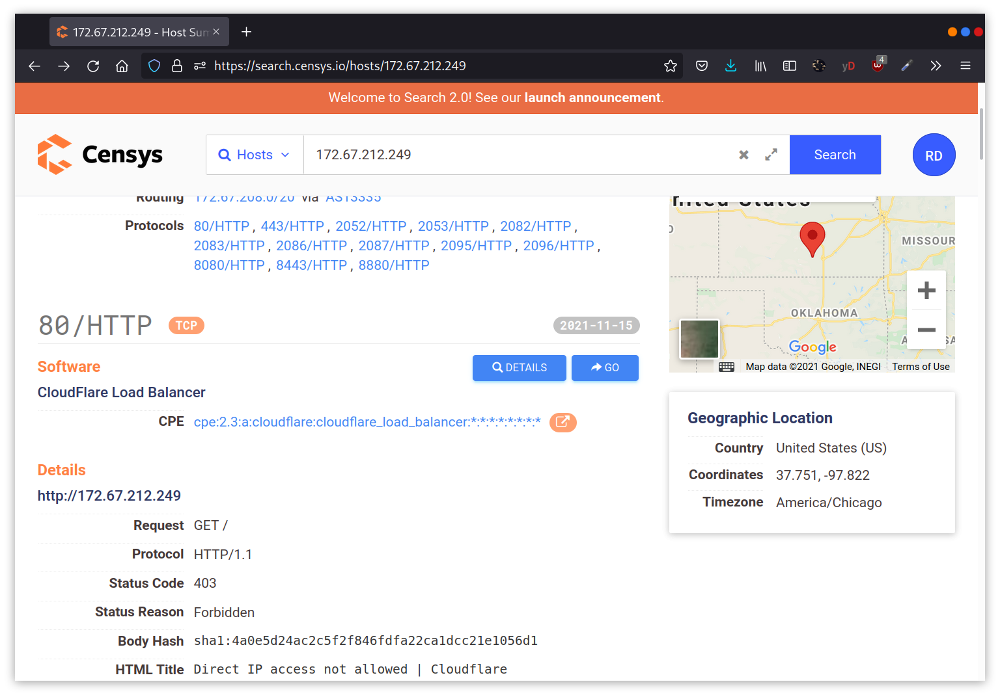 172.67.212.249 - Host Sum
https://search.censys.io/hosts/172.67.212.249
yD
4
Welcome to Search 2.0! See our launch announcement.
Censys
Hosts
172.67.212.249
Search
RD
Routing 172.67.208.0/20 via AS13335
Protocols 80/HTTP , 443/HTTP , 2052/HTTP , 2053/HTTP , 2082/HTTP ,
2083/HTTP , 2086/HTTP , 2087/HTTP , 2095/HTTP , 2096/HTTP ,
8080/HTTP , 8443/HTTP , 8880/HTTP
80/HTTP TCP 2021-11-15
Software
DETAILS
GO
CloudFlare Load Balancer
CPE cpe:2.3:a:cloudflare:cloudflare_load_balancer:*:*:*:*:*:*:*:*
Details
http://172.67.212.249
Request GET /
Protocol HTTP/1.1
Status Code 403
Status Reason Forbidden
Body Hash sha1:4a0e5d24ac2c5f2f846fdfa22ca1dcc21e1056d1
HTML Title Direct IP access not allowed | Cloudflare
nited States
MISSOUR
OKLAHOMA
Google
Map data ©2021 Google, INEGI
Terms of Use
Geographic Location
Country United States (US)
Coordinates 37.751, -97.822
Timezone America/Chicago